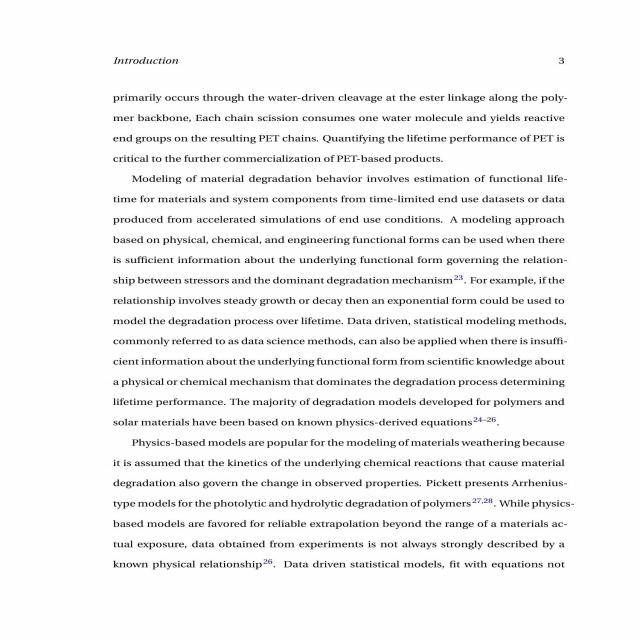 Introduction 3
primarily occurs through the water-driven cleavage at the ester linkage along the poly-
mer backbone, Each chain scission consumes one water molecule and yields reactive
end groups on the resulting PET chains. Quantifying the lifetime performance of PET is
critical to the further commercialization of PET-based products.
Modeling of material degradation behavior involves estimation of functional life-
time for materials and system components from time-limited end use datasets or data
produced from accelerated simulations of end use conditions. A modeling approach
based on physical, chemical, and engineering functional forms can be used when there
is sufficient information about the underlying functional form governing the relation-
ship between stressors and the dominant degradation mechanism23. For example, if the
relationship involves steady growth or decay then an exponential form could be used to
model the degradation process over lifetime. Data driven, statistical modeling methods,
commonly referred to as data science methods, can also be applied when there is insuffi-
cient information about the underlying functional form from scientific knowledge about
a physical or chemical mechanism that dominates the degradation process determining
lifetime performance. The majority of degradation models developed for polymers and
solar materials have been based on known physics-derived equations24–26.
Physics-based models are popular for the modeling of materials weathering because
it is assumed that the kinetics of the underlying chemical reactions that cause material
degradation also govern the change in observed properties. Pickett presents Arrhenius-
type models for the photolytic and hydrolytic degradation of polymers27,28. While physics-
based models are favored for reliable extrapolation beyond the range of a materials ac-
tual exposure, data obtained from experiments is not always strongly described by a
known physical relationship26. Data driven statistical models, fit with equations not